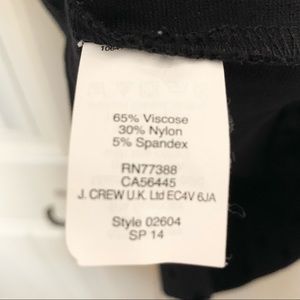 65% Viscose
30% Nylon
5% Spandex
RN77388
CA56445
J. CREW U.K. Ltd EC4V 6JA
Style 02604
SP 14